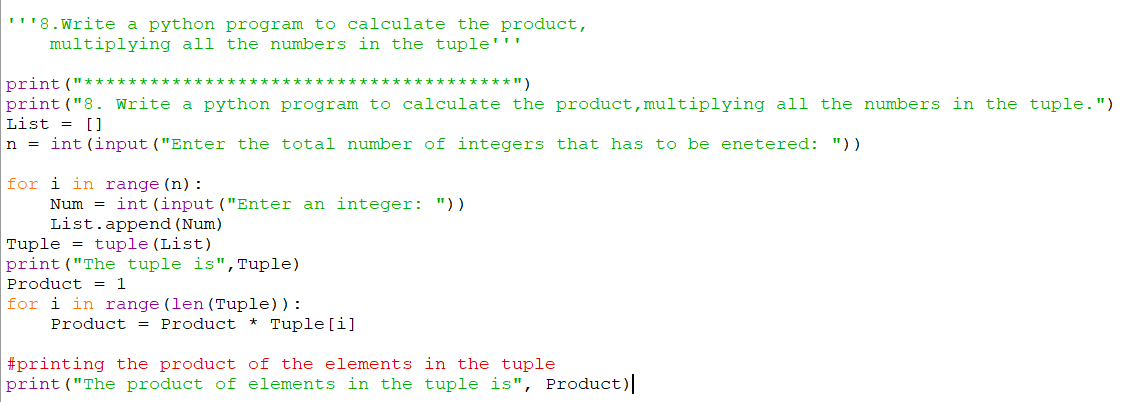 '''8.Write a python program to calculate the product,
    multiplying all the numbers in the tuple'''
print("***************************************")
print("8. Write a python program to calculate the product,multiplying all the numbers in the tuple.")
List = []
n = int(input("Enter the total number of integers that has to be enetered: "))
for i in range(n):
    Num = int(input("Enter an integer: "))
    List.append(Num)
Tuple = tuple(List)
print("The tuple is",Tuple)
Product = 1
for i in range(len(Tuple)):
    Product = Product * Tuple[i]
#printing the product of the elements in the tuple
print("The product of elements in the tuple is", Product)